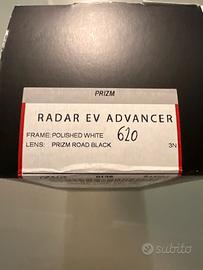 PRIZM
RADAR EV ADVANCER
FRAME: POLISHED WHITE 620
LENS: PRIZM ROAD BLACK 3N
subito